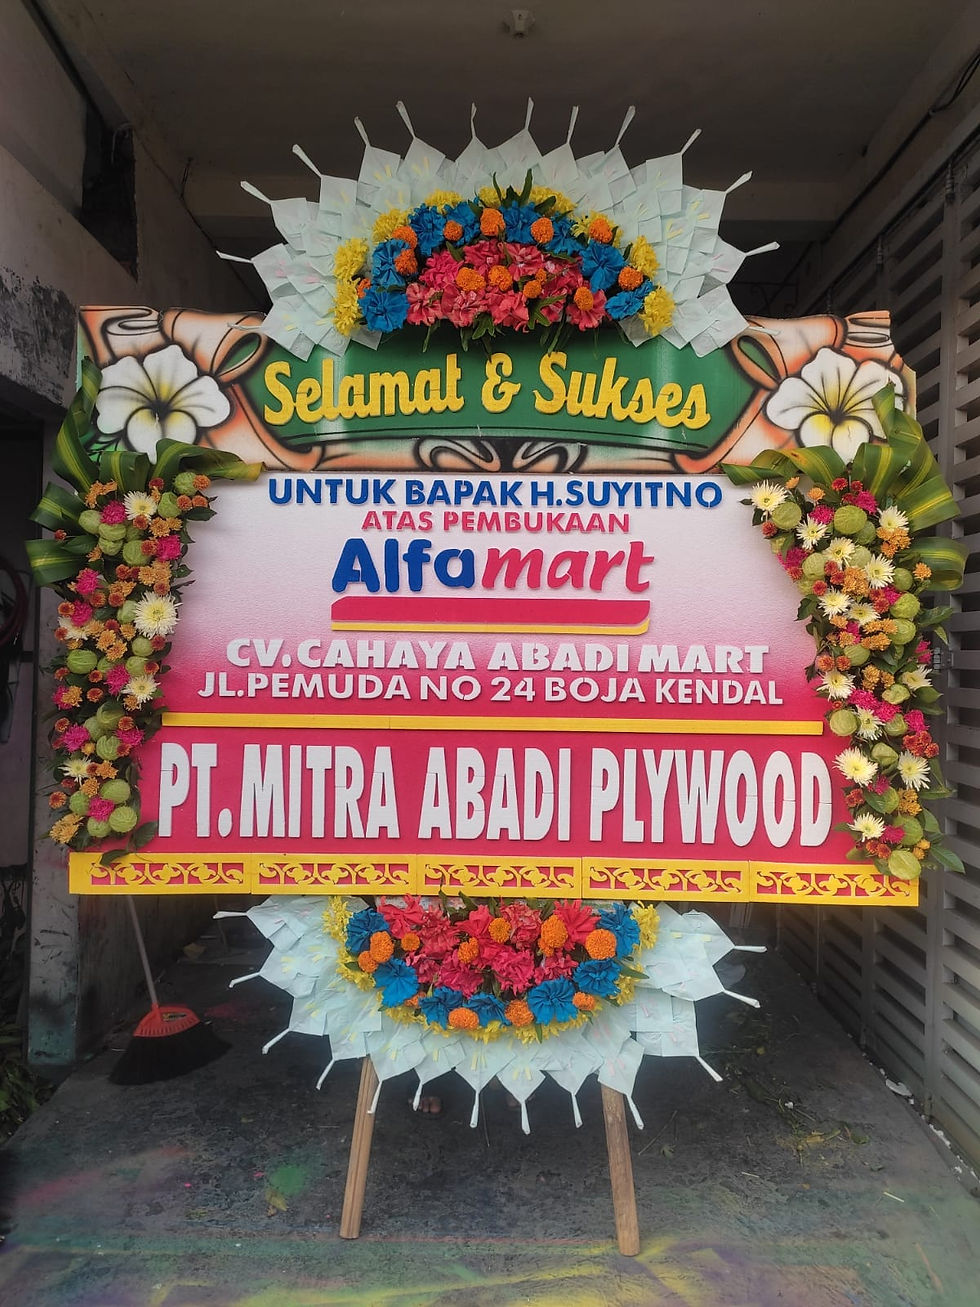 Selamat & Sukses
UNTUK BAPAK H.SUYITNO
ATAS PEMBUKAAN
Alfamart
CV. CAHAYA ABADI MART
JL.PEMUDA NO 24 BOJA KENDAL
PT. MITRA ABADI PLYWOOD